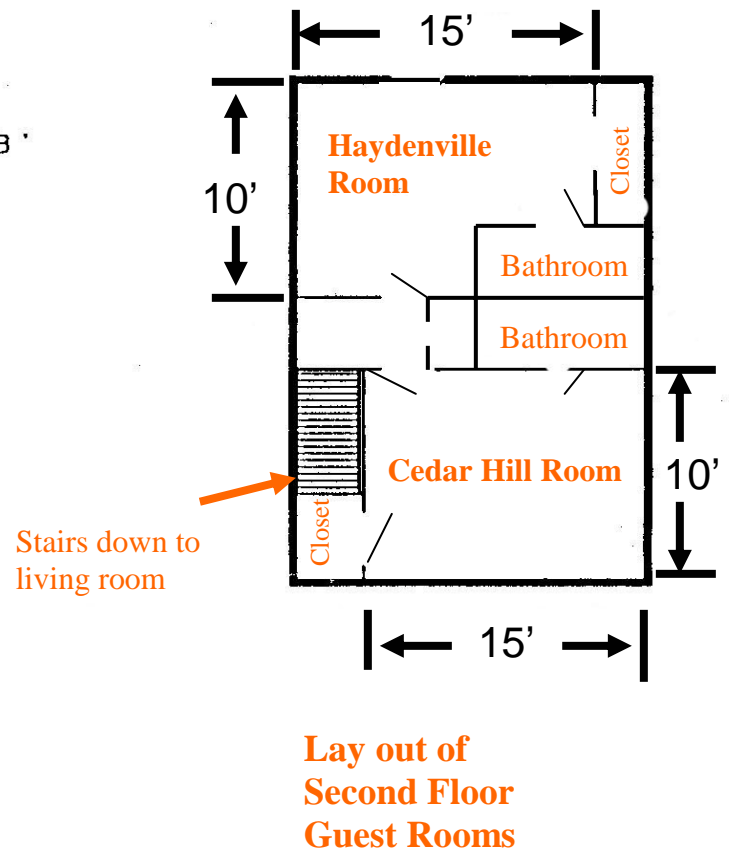 15’
3 '
Haydenville
Room
Closet
10’
Bathroom
Bathroom
Cedar Hill Room
10’
Stairs down to
living room
Closet
15’
Lay out of
Second Floor
Guest Rooms